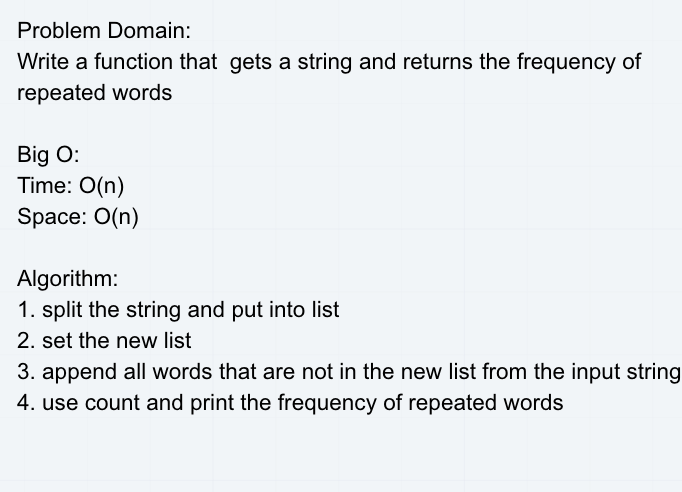 Problem Domain:
Write a function that  gets a string and returns the frequency of
repeated words
Big O:
Time: O(n)
Space: O(n)
Algorithm:
1. split the string and put into list
2. set the new list
3. append all words that are not in the new list from the input string
4. use count and print the frequency of repeated words